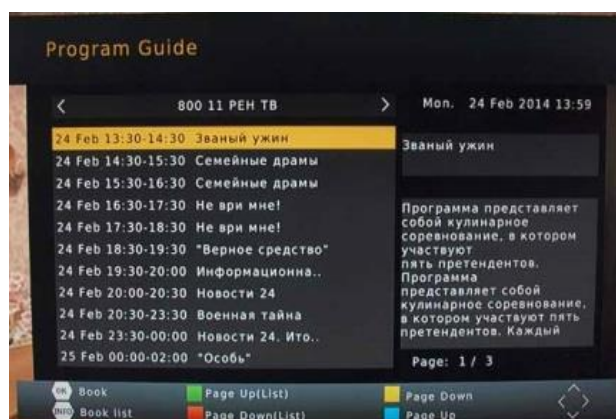 Program Guide
800 11 РЕН ТВ
Mon. 24 Feb 2014 13:59
24 Feb 13:30-14:30 Званый ужин
24 Feb 14:30-15:30 Семейные драмы
24 Feb 15:30-16:30 Семейные драмы
24 Feb 16:30-17:30 Не ври мне!
24 Feb 17:30-18:30 Не ври мне!
24 Feb 18:30-19:30 "Верное средство"
24 Feb 19:30-20:00 Информационна..
24 Feb 20:00-20:30 Новости 24
24 Feb 20:30-23:30 Военная тайна
24 Feb 23:30-00:00 Новости 24. Ито..
25 Feb 00:00-02:00 "Особь"
Званый ужин
Программа представляет
собой кулинарное
соревнование, в котором
участвуют
пять претендентов.
Программа
представляет собой
кулинарное соревнование,
в котором участвуют пять
претендентов. Каждый
Page: 1/ 3
OK Book
Page Up(List)
Page Down
INFO Book list
Page Down(List)
Page Up